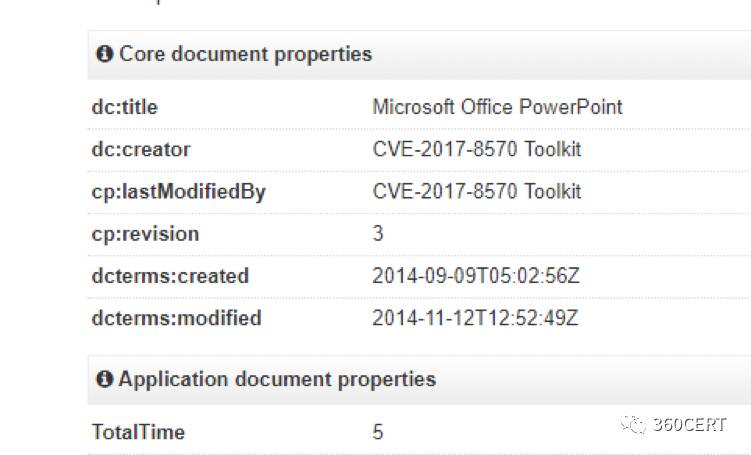 Core document properties
dc:title Microsoft Office PowerPoint
dc:creator CVE-2017-8570 Toolkit
cp:lastModifiedBy CVE-2017-8570 Toolkit
cp:revision 3
dcterms:created 2014-09-09T05:02:56Z
dcterms:modified 2014-11-12T12:52:49Z
Application document properties
TotalTime 5
360CERT